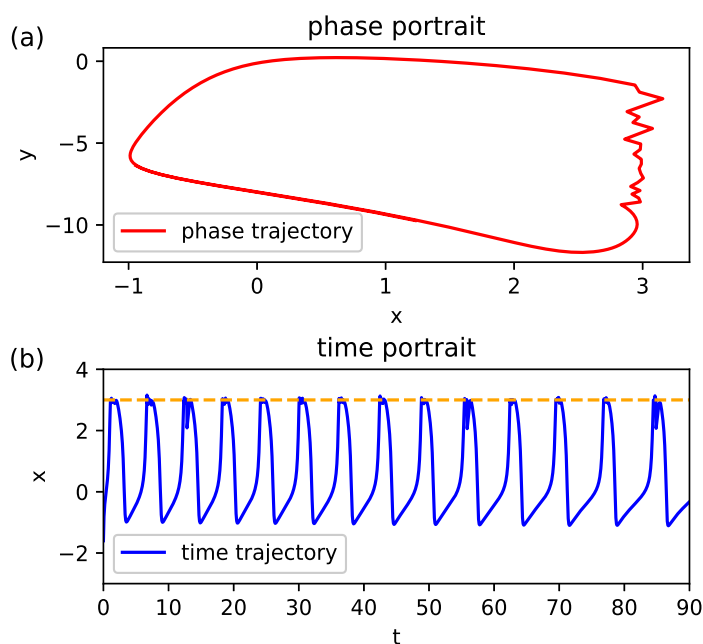 (a)
phase portrait
0
−5
−10
y
phase trajectory
−1 0 1 2 3
x
(b)
time portrait
4
2
0
−2
x
time trajectory
0 10 20 30 40 50 60 70 80 90
t